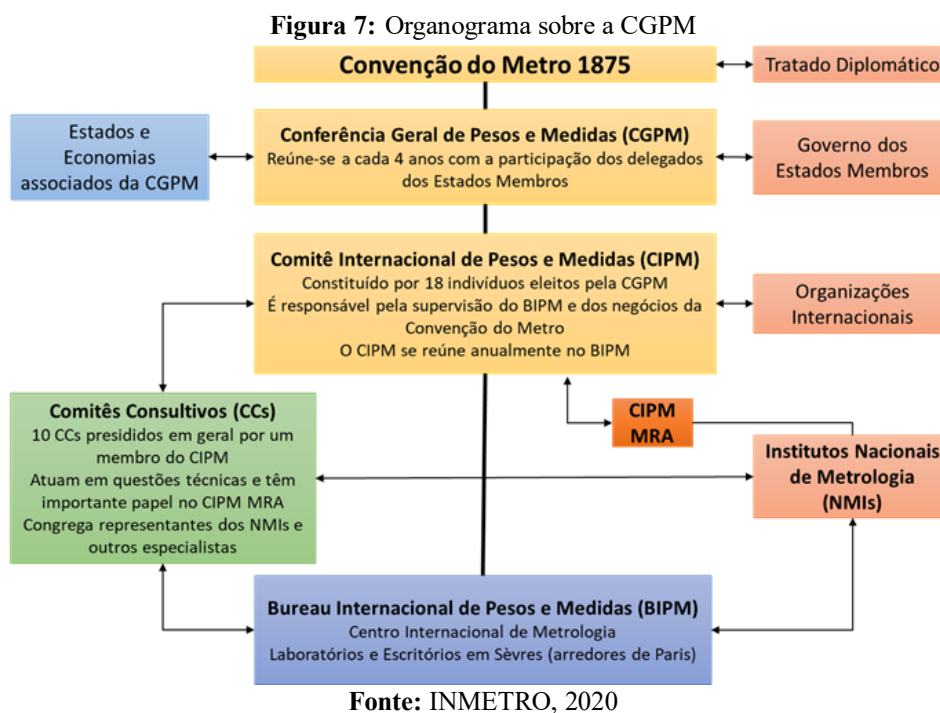 Figura 7: Organograma sobre a CGPM
Convenção do Metro 1875
Tratado Diplomático
Estados e
Economias
associados da CGPM
Conferência Geral de Pesos e Medidas (CGPM)
Reúne-se a cada 4 anos com a participação dos delegados
dos Estados Membros
Governo dos
Estados Membros
Comitê Internacional de Pesos e Medidas (CIPM)
Constituído por 18 indivíduos eleitos pela CGPM
É responsável pela supervisão do BIPM e dos negócios da
Convenção do Metro
O CIPM se reúne anualmente no BIPM
Organizações
Internacionais
Comitês Consultivos (CCs)
10 CCs presididos em geral por um
membro do CIPM
Atuam em questões técnicas e têm
importante papel no CIPM MRA
Congrega representantes dos NMIs e
outros especialistas
CIPM
MRA
Institutos Nacionais
de Metrologia
(NMIs)
Bureau Internacional de Pesos e Medidas (BIPM)
Centro Internacional de Metrologia
Laboratórios e Escritórios em Sèvres (arredores de Paris)
Fonte: INMETRO, 2020